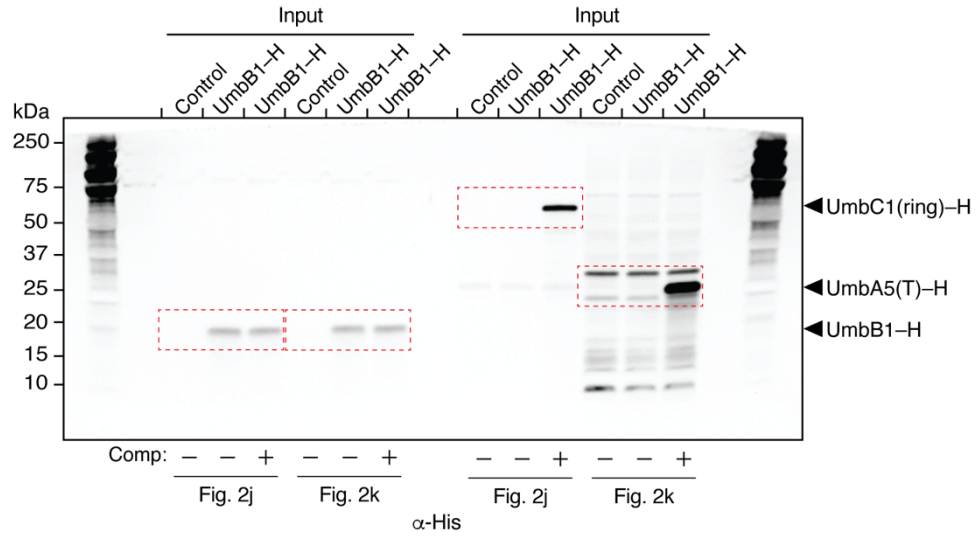 Input Input
Control UmbB1–H UmbB1–H Control UmbB1–H UmbB1–H Control UmbB1–H UmbB1–H Control UmbB1–H UmbB1–H
kDa
250
75
50 UmbC1(ring)–H
37
25 UmbA5(T)–H
20 UmbB1–H
15
10
Comp: – – + – – + – – + – – +
Fig. 2j Fig. 2k Fig. 2j Fig. 2k
α-His